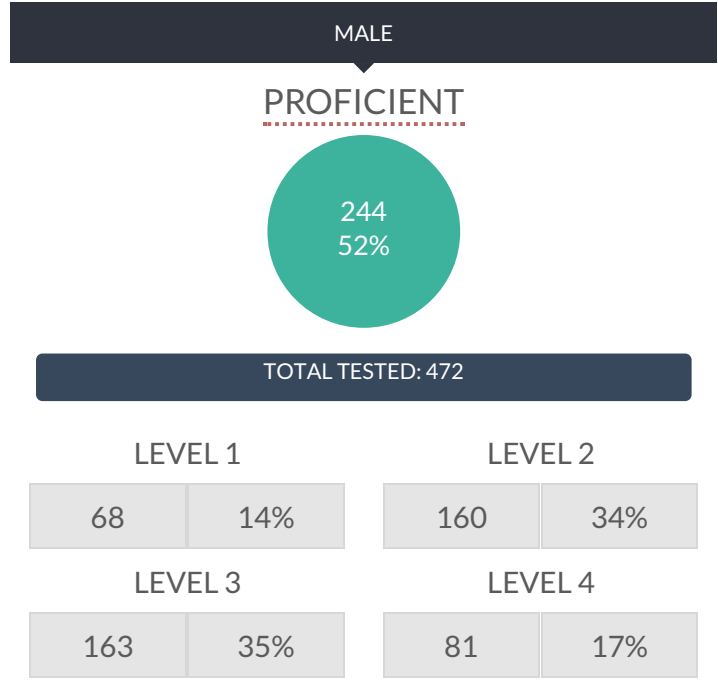 MALE
PROFICIENT
244
52%
TOTAL TESTED: 472
LEVEL 1
68 14%
LEVEL 2
160 34%
LEVEL 3
163 35%
LEVEL 4
81 17%